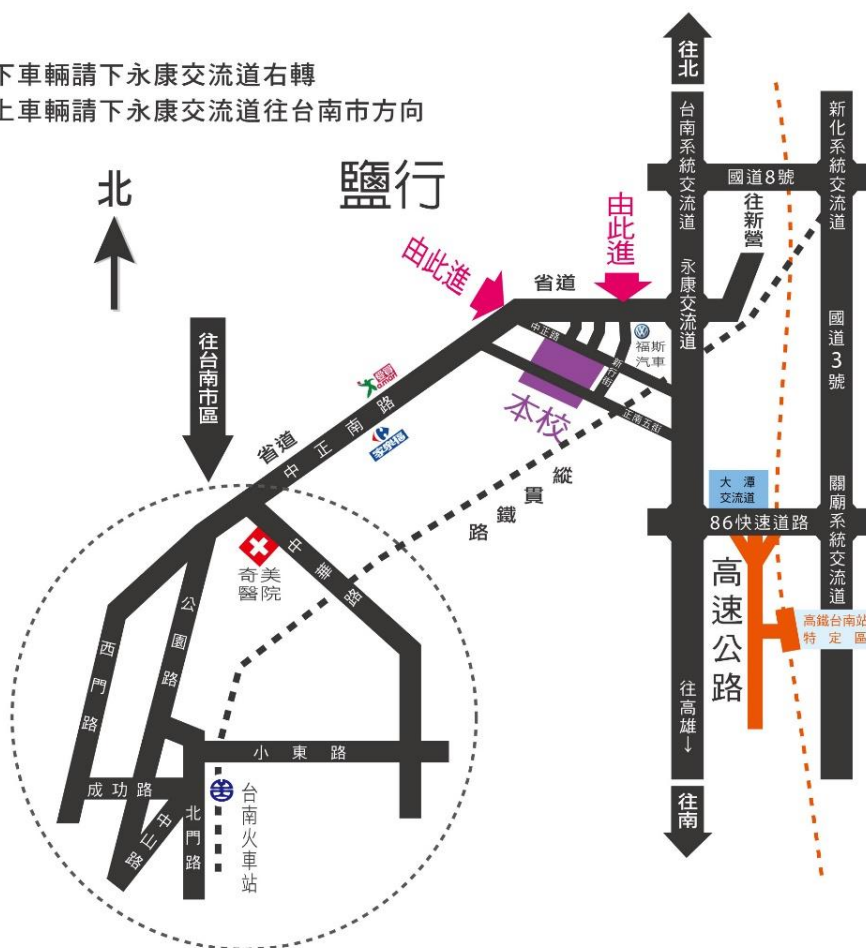 下車輛請下永康交流道右轉
上車輛請下永康交流道往台南市方向
往北
北
鹽行
台南系統交流道
新化系統交流道
國道8號
往新營
由此進
由此進
省道
永康交流道
國道3號
中正路
新行街
福斯
汽車
本校
正南五街
往台南市區
a.mart
家樂福
省道
中正南路
縱貫鐵路
大潭
交流道
86快速道路
關廟系統交流道
高速公路
高鐵台南站
特定區
奇美
醫院
中華路
公園路
西門路
往高雄↓
小東路
成功路
中山路
北門路
台南火車站
往南